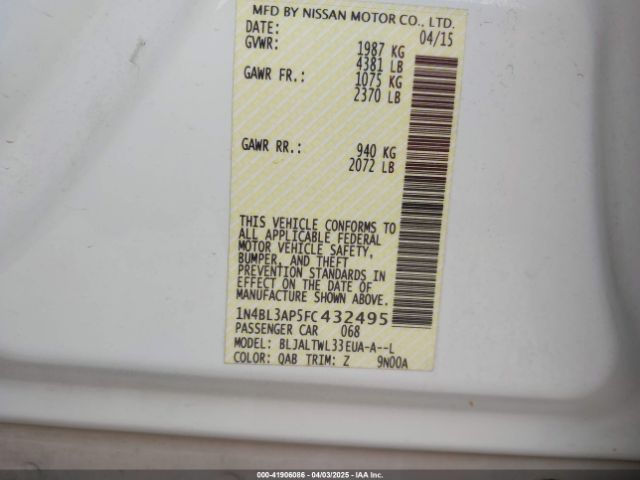 MFD BY NISSAN MOTOR CO., LTD.
DATE: 04/15
GVWR: 1987 KG
4381 LB
GAWR FR.: 1075 KG
2370 LB
GAWR RR.: 940 KG
2072 LB
THIS VEHICLE CONFORMS TO
ALL APPLICABLE FEDERAL
MOTOR VEHICLE SAFETY,
BUMPER, AND THEFT
PREVENTION STANDARDS IN
EFFECT ON THE DATE OF
MANUFACTURE SHOWN ABOVE.
1N4BL3AP5FC432495
PASSENGER CAR 068
MODEL: BLJALTWL33EUA-A--L
COLOR: QAB TRIM: Z 9N00A
000-41906086 - 04/03/2025 - IAA Inc.